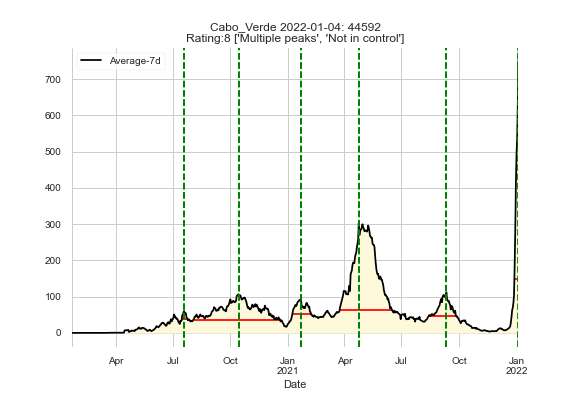 Cabo_Verde 2022-01-04: 44592
Rating:8 ['Multiple peaks', 'Not in control']
Average-7d
700
600
500
400
300
200
100
0
Apr Jul Oct Jan Apr Jul Oct Jan
2021 2022
Date